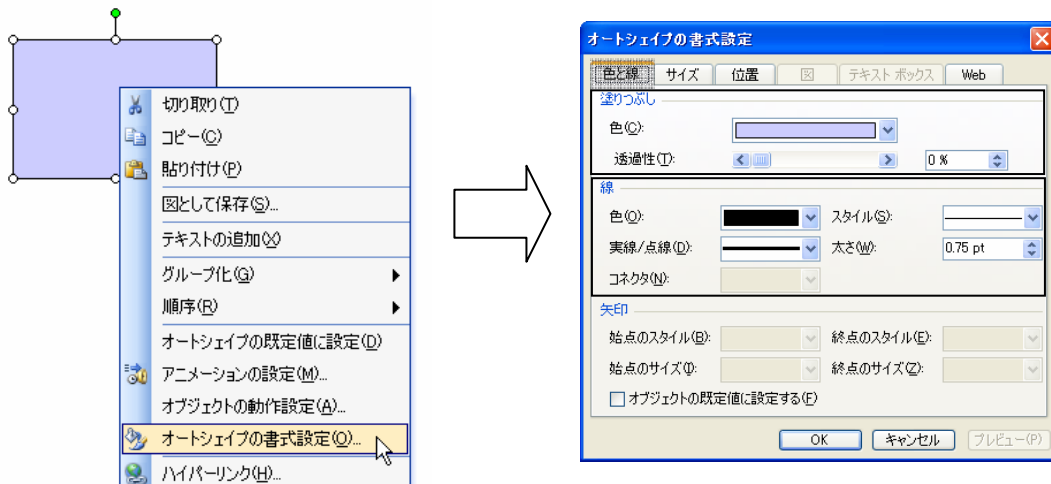 切り取り(T)
コピー(C)
貼り付け(P)
図として保存(S)...
テキストの追加(X)
グループ化(G)
順序(R)
オートシェイプの既定値に設定(D)
アニメーションの設定(M)...
オブジェクトの動作設定(A)...
オートシェイプの書式設定(O)...
ハイパーリンク(H)...
オートシェイプの書式設定
色と線 サイズ 位置 図 テキスト ボックス Web
塗りつぶし
色(C):
透過性(T): 0 %
線
色(O): スタイル(S):
実線/点線(D): 太さ(W): 0.75 pt
コネクタ(N):
矢印
始点のスタイル(B): 終点のスタイル(E):
始点のサイズ(I): 終点のサイズ(Z):
オブジェクトの既定値に設定する(F)
OK キャンセル プレビュー(P)